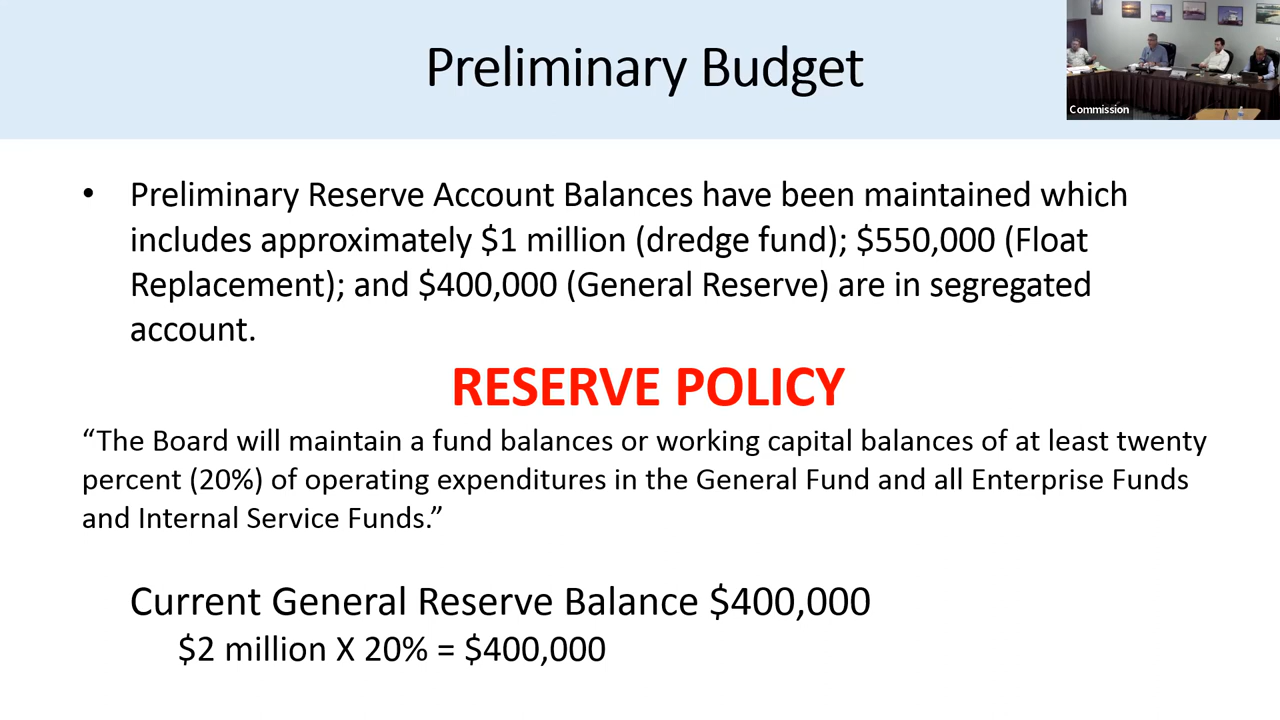 Preliminary Budget
Commission
• Preliminary Reserve Account Balances have been maintained which
includes approximately $1 million (dredge fund); $550,000 (Float
Replacement); and $400,000 (General Reserve) are in segregated
account.
RESERVE POLICY
“The Board will maintain a fund balances or working capital balances of at least twenty
percent (20%) of operating expenditures in the General Fund and all Enterprise Funds
and Internal Service Funds.”
Current General Reserve Balance $400,000
$2 million X 20% = $400,000